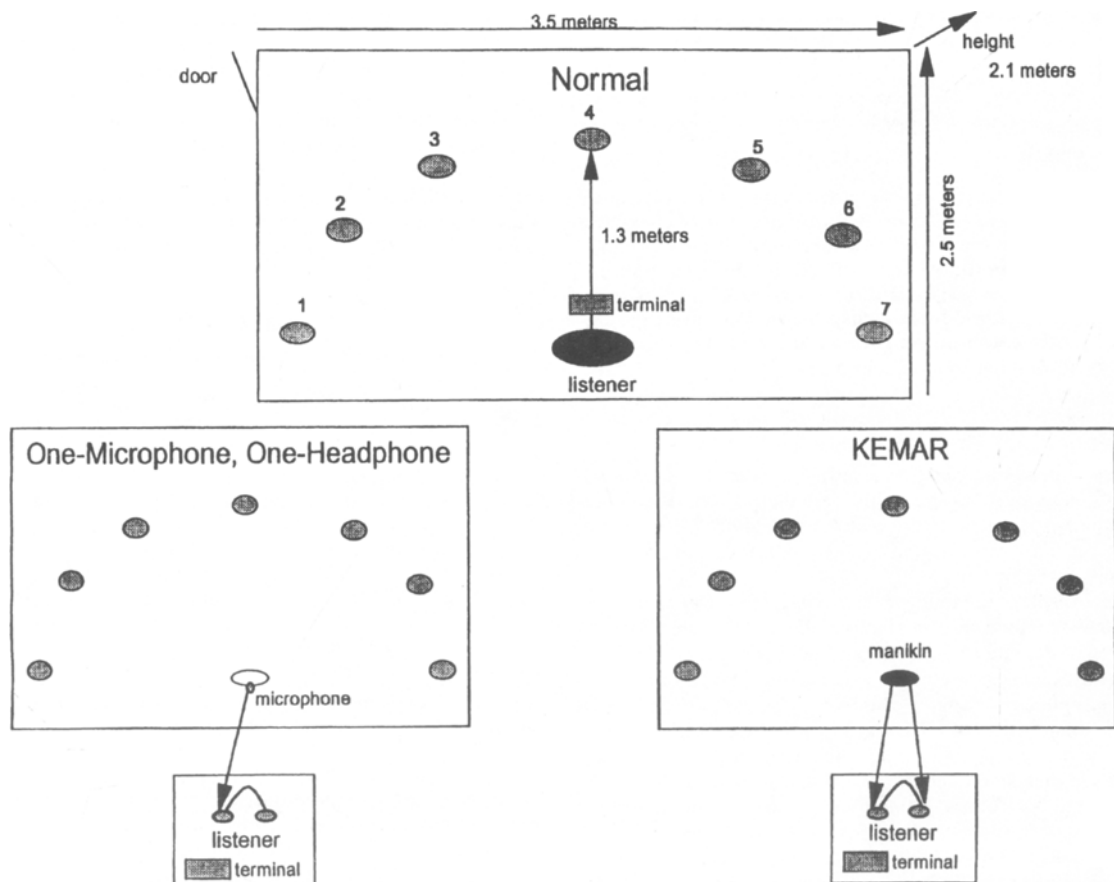 3.5 meters
height
2.1 meters
door
Normal
4
3
5
2
6
1.3 meters
2.5 meters
1
terminal
7
listener
One-Microphone, One-Headphone
microphone
listener
terminal
KEMAR
manikin
listener
terminal